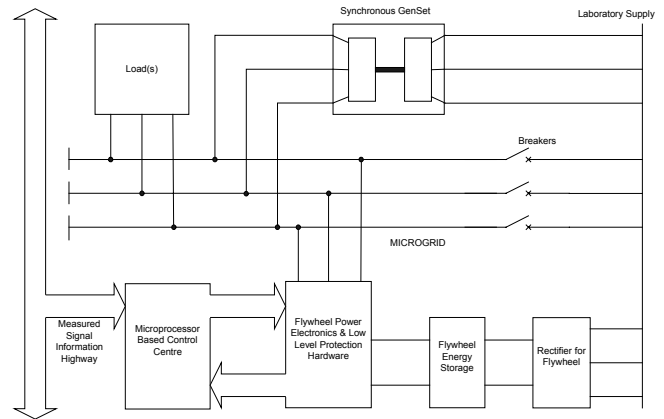 Synchronous GenSet
Laboratory Supply
Load(s)
Breakers
MICROGRID
Measured
Signal
Information
Highway
Microprocessor
Based Control
Centre
Flywheel Power
Electronics & Low
Level Protection
Hardware
Flywheel
Energy
Storage
Rectifier for
Flywheel